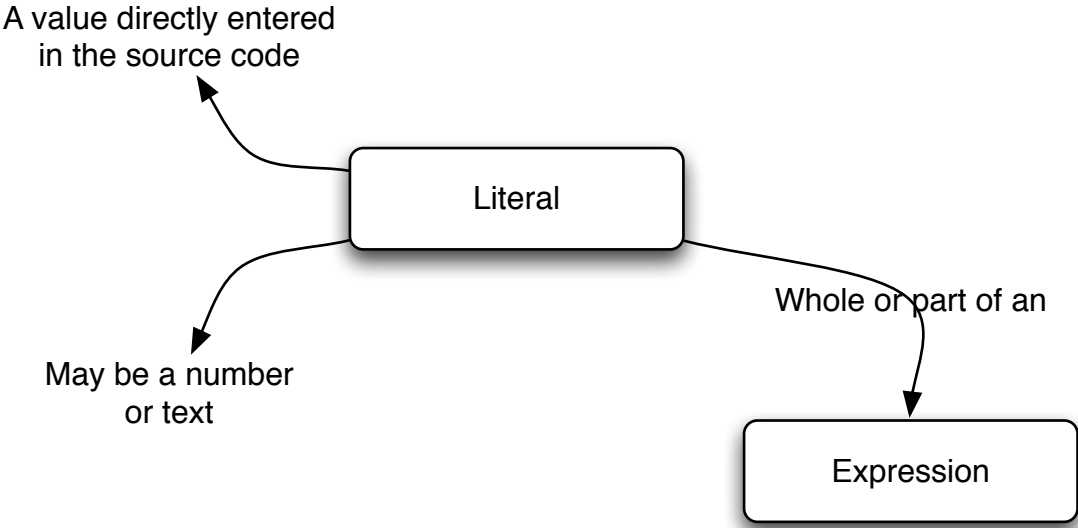 A value directly entered
in the source code
Literal
Whole or part of an
May be a number
or text
Expression